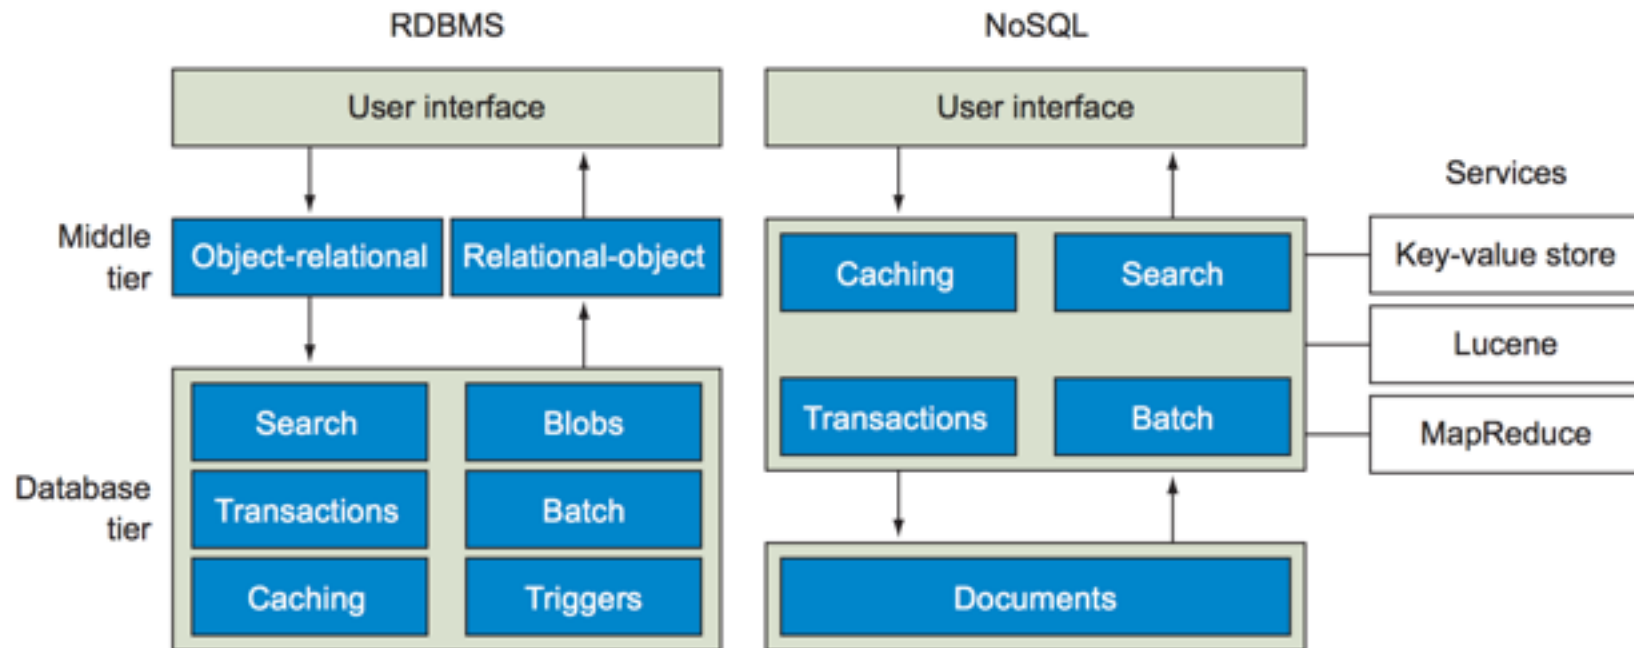 RDBMS
NoSQL
User interface
User interface
Services
Middle
tier
Object-relational
Relational-object
Caching
Search
Key-value store
Lucene
Transactions
Batch
MapReduce
Database
tier
Search
Blobs
Transactions
Batch
Caching
Triggers
Documents